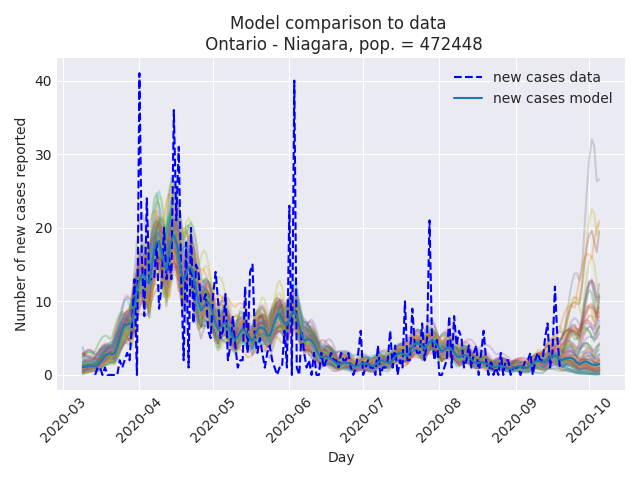 Model comparison to data
Ontario - Niagara, pop. = 472448
new cases data
new cases model
Number of new cases reported
40
30
20
10
0
2020-03
2020-04
2020-05
2020-06
2020-07
2020-08
2020-09
2020-10
Day